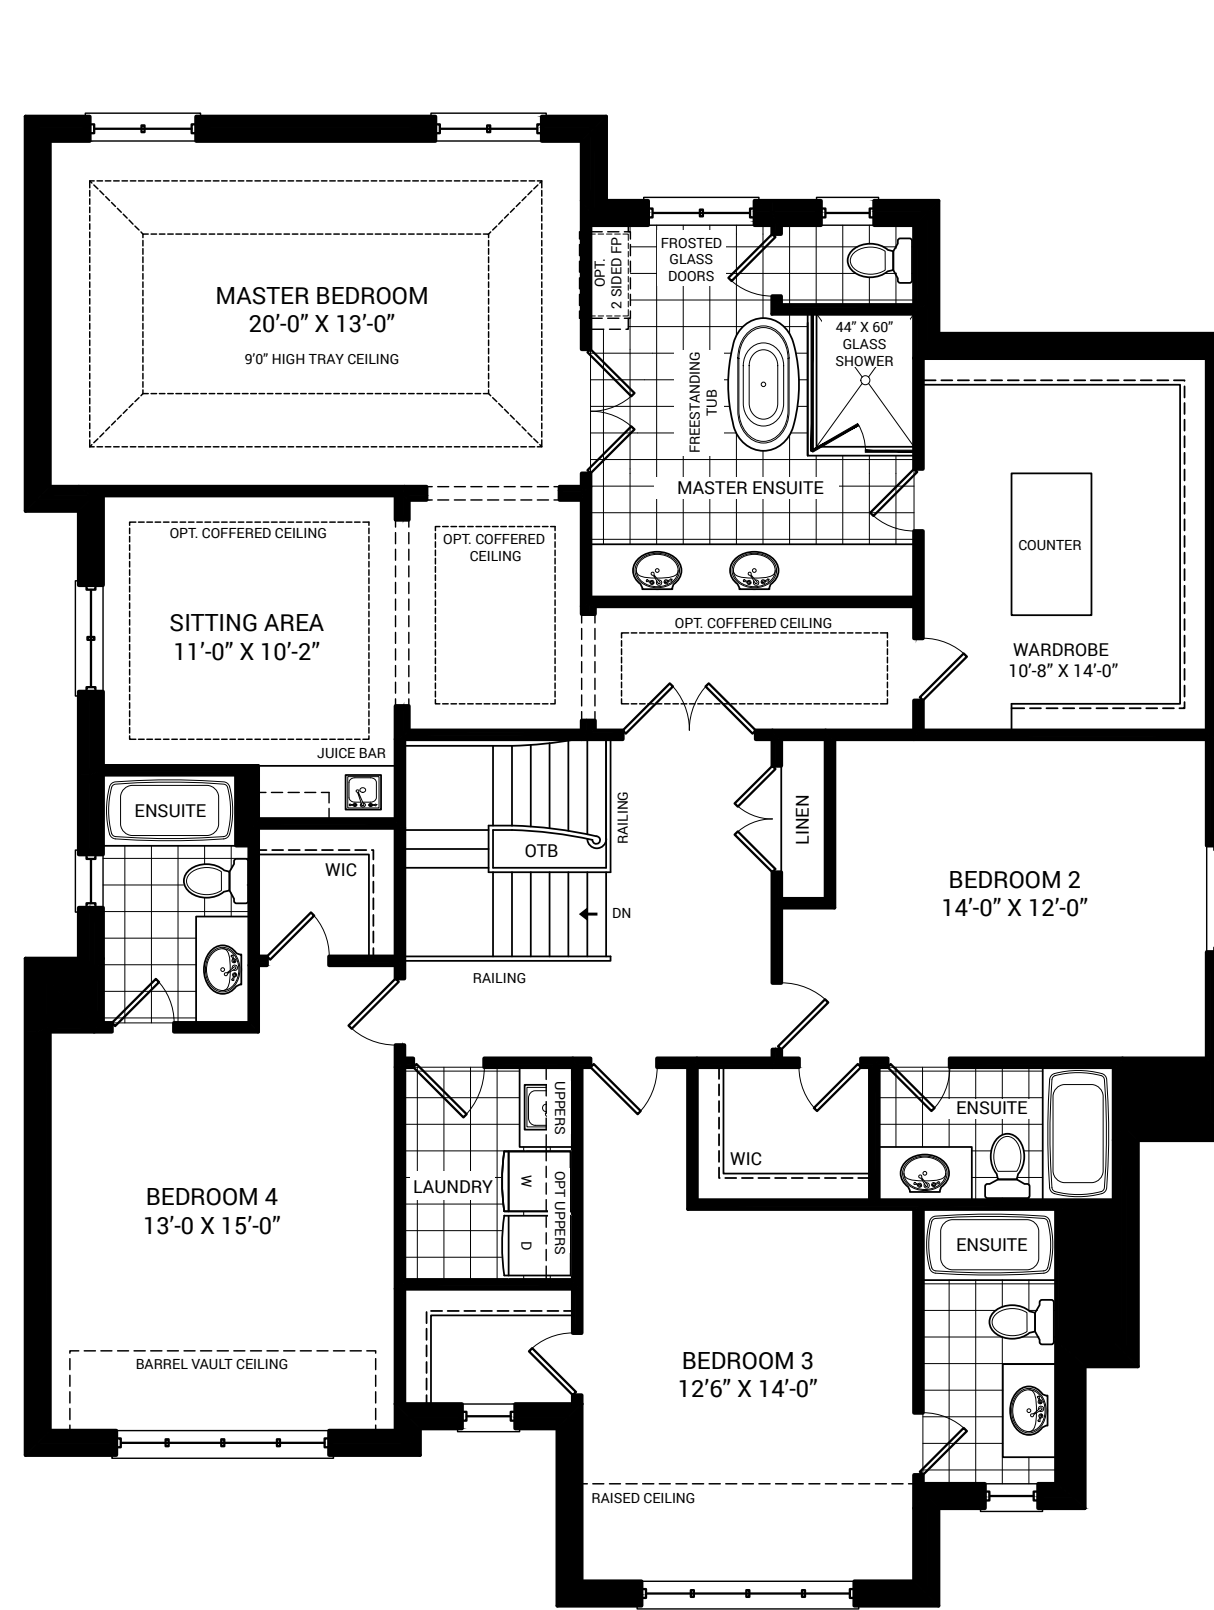 MASTER BEDROOM
20’-0” X 13’-0”
9’0” HIGH TRAY CEILING
OPT.
2 SIDED FP
FROSTED
GLASS
DOORS
44” X 60”
GLASS
SHOWER
FREESTANDING
TUB
MASTER ENSUITE
COUNTER
WARDROBE
10’-8” X 14’-0”
OPT. COFFERED CEILING
SITTING AREA
11’-0” X 10’-2”
OPT. COFFERED
CEILING
OPT. COFFERED CEILING
JUICE BAR
ENSUITE
WIC
OTB
RAILING
DN
RAILING
LINEN
BEDROOM 2
14’-0” X 12’-0”
UPPERS
LAUNDRY
W
D
OPT UPPERS
WIC
ENSUITE
BEDROOM 4
13’-0 X 15’-0”
BARREL VAULT CEILING
ENSUITE
BEDROOM 3
12’6” X 14’-0”
RAISED CEILING